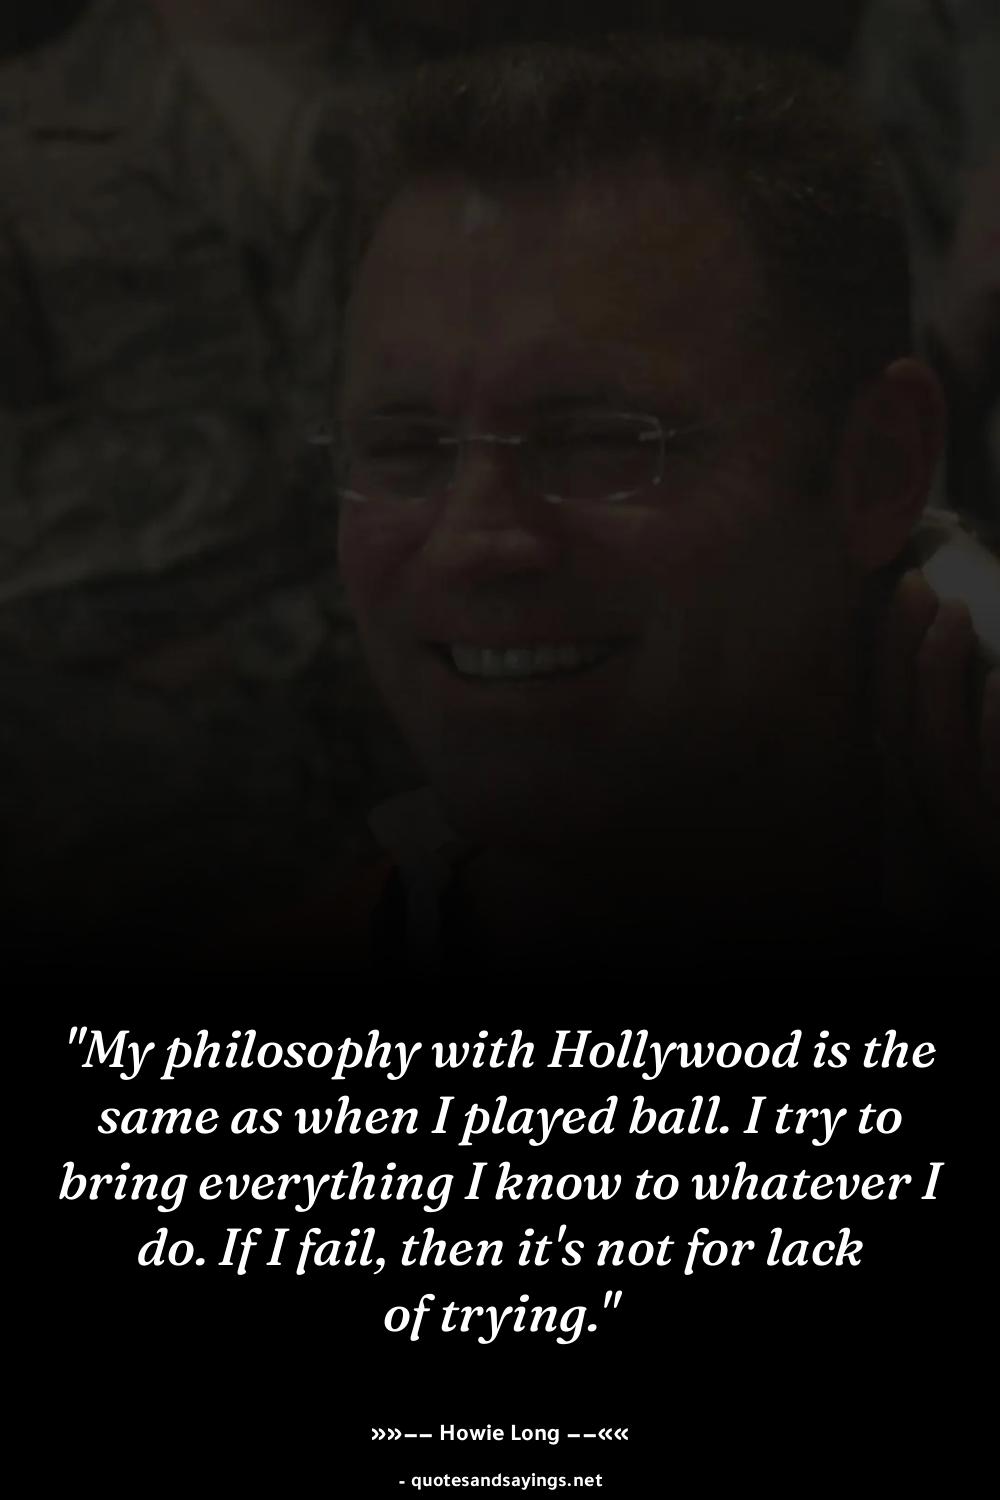 "My philosophy with Hollywood is the
same as when I played ball. I try to
bring everything I know to whatever I
do. If I fail, then it's not for lack
of trying."
»»–– Howie Long ––««
- quotesandsayings.net